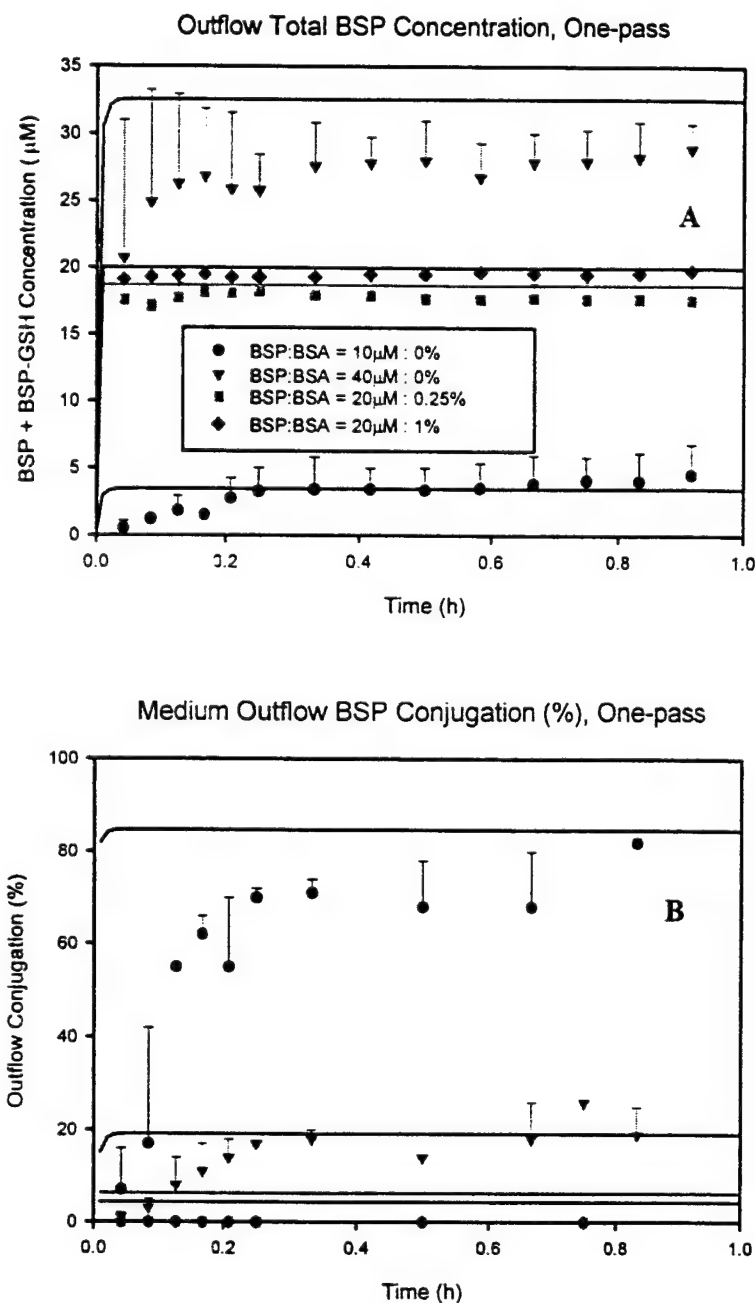 Outflow Total BSP Concentration, One-pass
BSP + BSP-GSH Concentration ( µM)
35
30
25
20
15
10
5
0
A
BSP:BSA = 10µM : 0%
BSP:BSA = 40µM : 0%
BSP:BSA = 20µM : 0.25%
BSP:BSA = 20µM : 1%
0.0 0.2 0.4 0.6 0.8 1.0
Time (h)
Medium Outflow BSP Conjugation (%), One-pass
Outflow Conjugation (%)
100
80
60
40
20
0
B
0.0 0.2 0.4 0.6 0.8 1.0
Time (h)